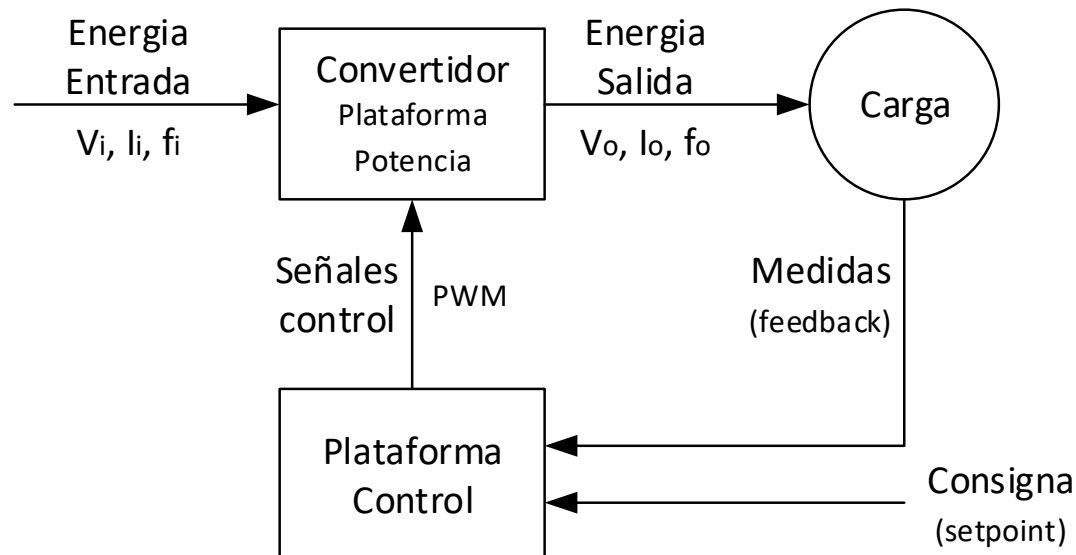 Energia
Entrada
Vi, Ii, fi
Convertidor
Plataforma
Potencia
Energia
Salida
Vo, Io, fo
Carga
Señales
control
PWM
Medidas
(feedback)
Plataforma
Control
Consigna
(setpoint)